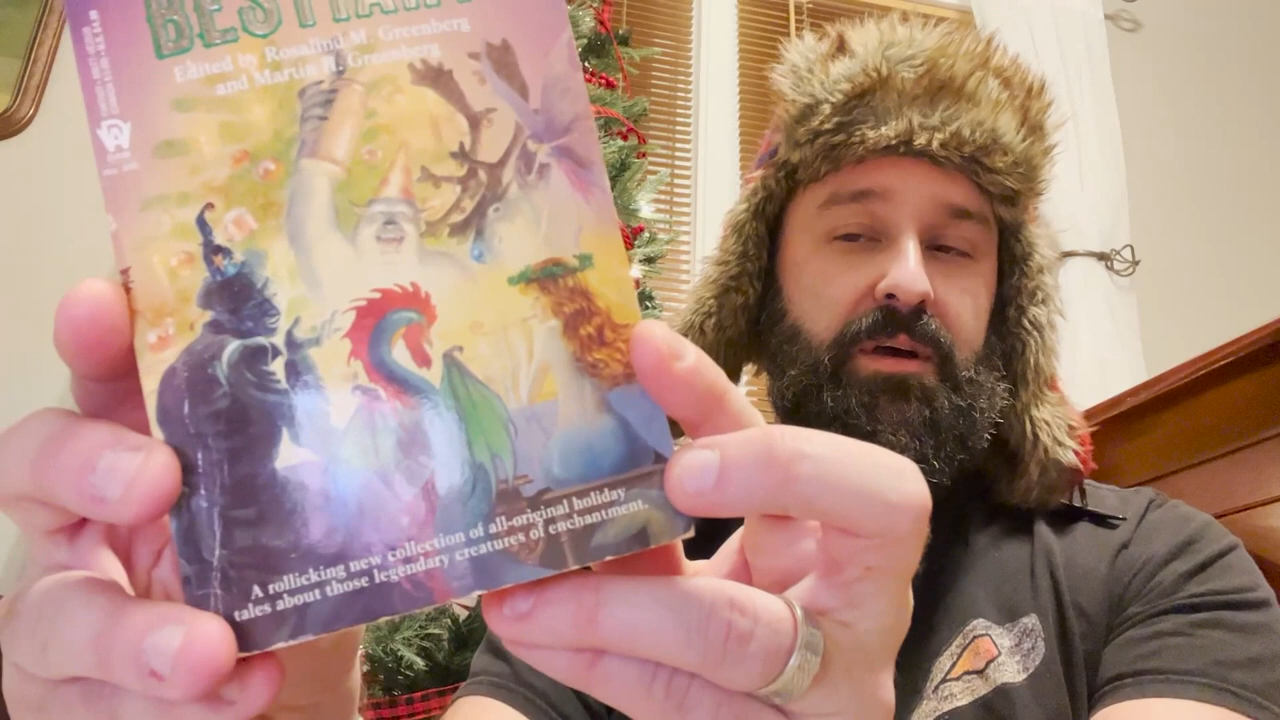 BESTIARY
Edited by Rosalind M. Greenberg
and Martin H. Greenberg
A rollicking new collection of all-original holiday
tales about those legendary creatures of enchantment.